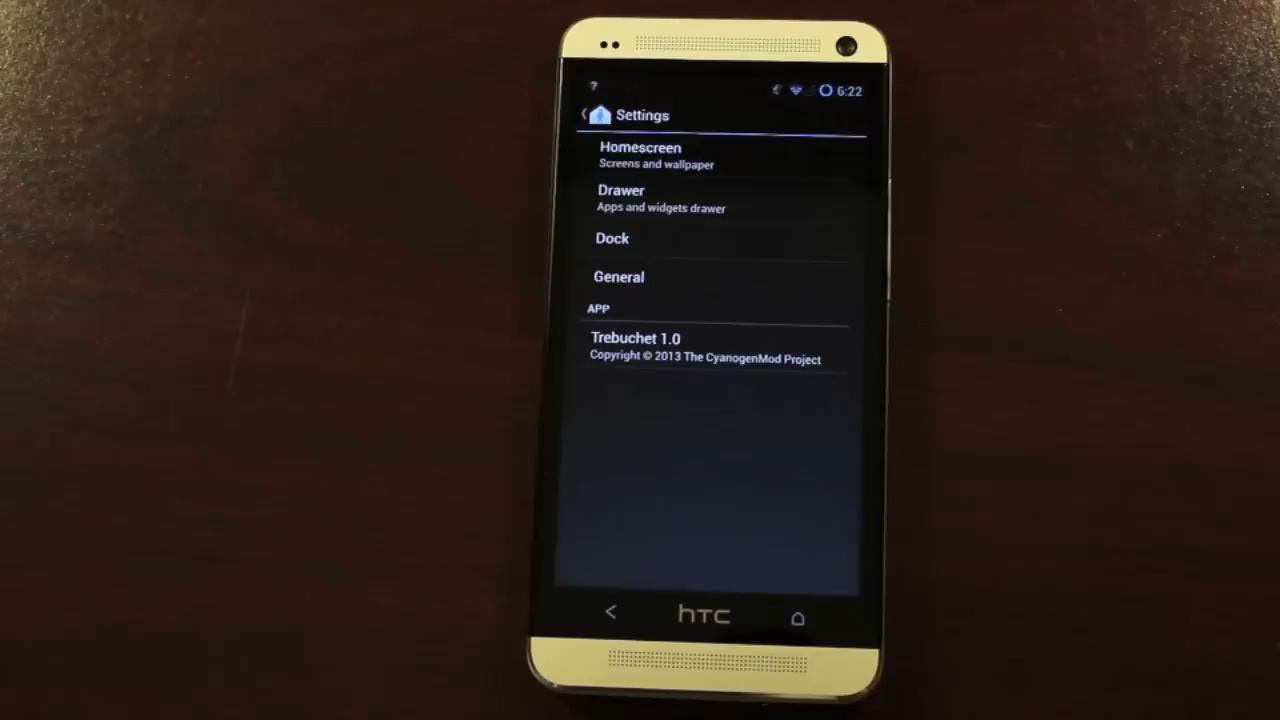 6:22
Settings
Homescreen
Screens and wallpaper
Drawer
Apps and widgets drawer
Dock
General
APP
Trebuchet 1.0
Copyright © 2013 The CyanogenMod Project
hTC